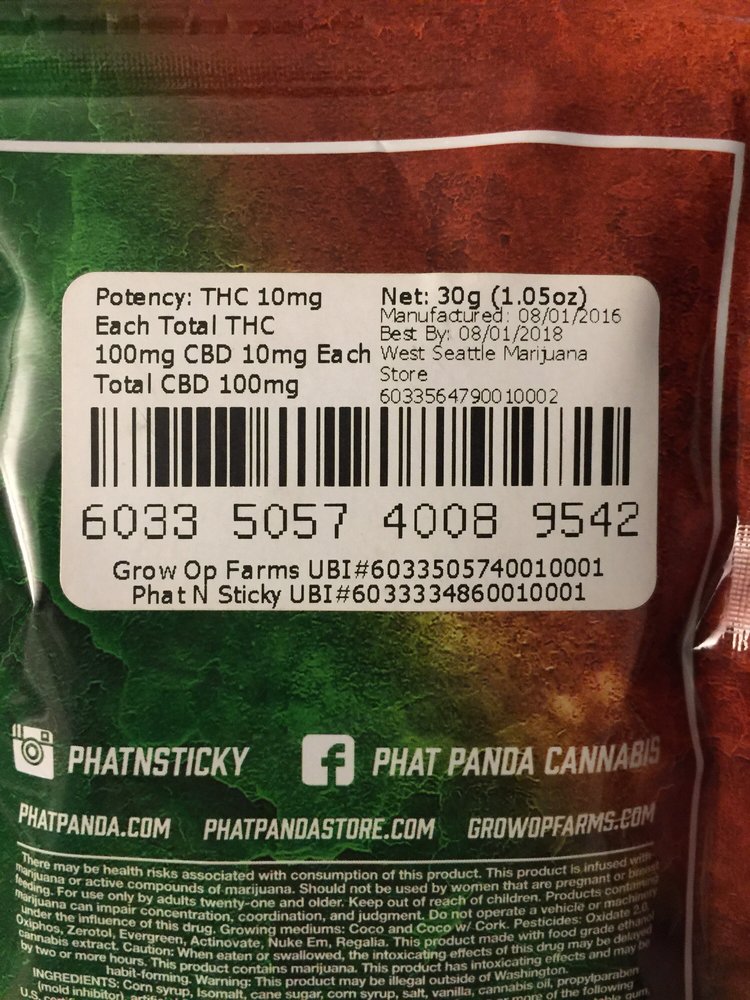 Potency: THC 10mg
Each Total THC
100mg CBD 10mg Each
Total CBD 100mg
Net: 30g (1.05oz)
Manufactured: 08/01/2016
Best By: 08/01/2018
West Seattle Marijuana
Store
6033564790010002
6033 5057 4008 9542
Grow Op Farms UBI#6033505740010001
Phat N Sticky UBI#6033334860010001
PHATNSTICKY
PHAT PANDA CANNABIS
PHATPANDA.COM PHATPANDASTORE.COM GROWOPFARMS.COM
There may be health risks associated with consumption of this product. This product is infused with
marijuana or active compounds of marijuana. Should not be used by women that are pregnant or breast
feeding. For use only by adults twenty-one and older. Keep out of reach of children. Products containing
marijuana can impair concentration, coordination, and judgment. Do not operate a vehicle or machinery
under the influence of this drug. Growing mediums: Coco and Coco w/ Cork. Pesticides: Oxidate 2.0,
Oxiphos, Zerotol, Evergreen, Actinovate, Nuke Em, Regalia. This product made with food grade ethanol
cannabis extract. Caution: When eaten or swallowed, the intoxicating effects of this drug may be delayed
by two or more hours. This product contains marijuana. This product has intoxicating effects and may be
habit-forming. Warning: This product may be illegal outside of Washington.
INGREDIENTS: Corn syrup, Isomalt, cane sugar, corn syrup, salt, vanilla, cannabis oil, propylparaben
(mold inhibitor), or more of the following
U.S.